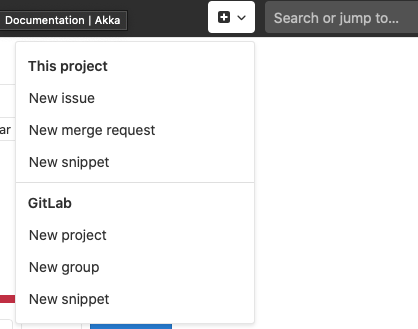 Documentation | Akka
Search or jump to...
This project
New issue
ar
New merge request
New snippet
GitLab
New project
New group
New snippet